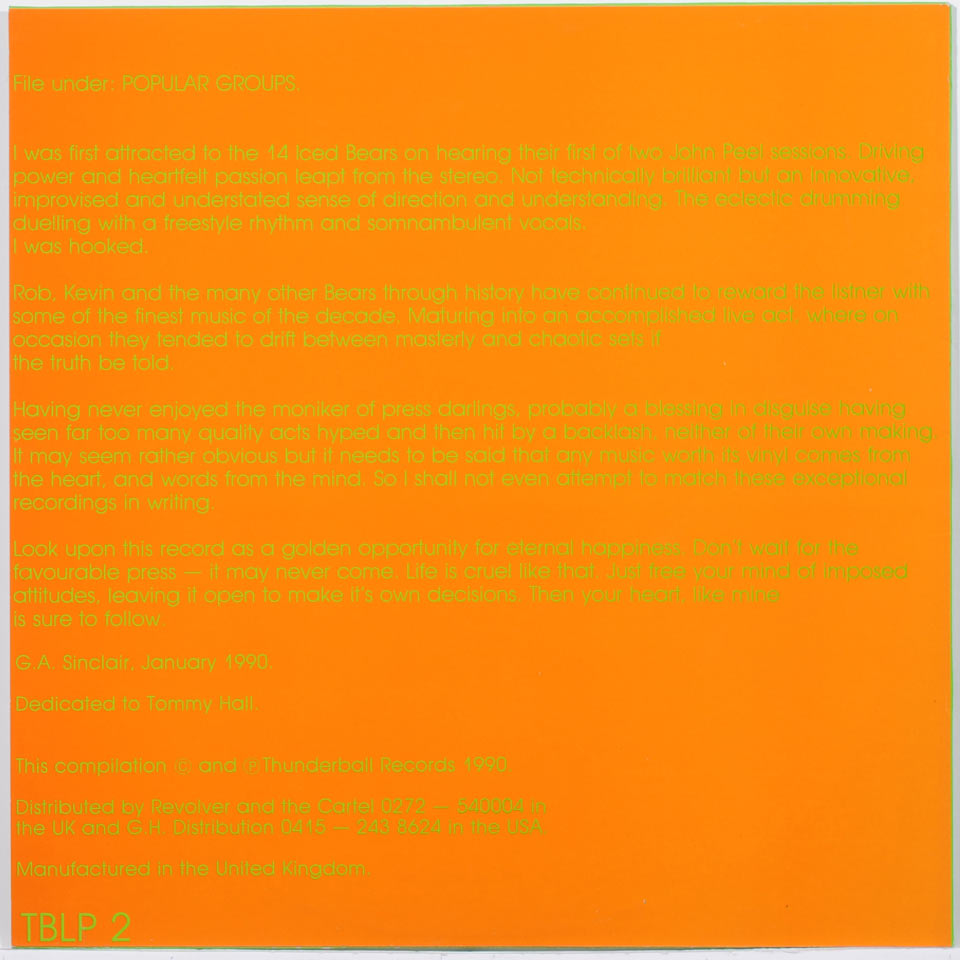 File under: POPULAR GROUPS.
I was first attracted to the 14 Iced Bears on hearing their first of two John Peel sessions. Driving
power and heartfelt passion leapt from the stereo. Not technically brilliant but an innovative,
improvised and understated sense of direction and understanding. The eclectic drumming
duelling with a freestyle rhythm and somnambulent vocals.
I was hooked.
Rob, Kevin and the many other Bears through history have continued to reward the listner with
some of the finest music of the decade. Maturing into an accomplished live act, where on
occasion they tended to drift between masterly and chaotic sets if
the truth be told.
Having never enjoyed the moniker of press darlings, probably a blessing in disguise having
seen far too many quality acts hyped and then hit by a backlash, neither of their own making.
It may seem rather obvious but it needs to be said that any music worth its vinyl comes from
the heart, and words from the mind. So I shall not even attempt to match these exceptional
recordings in writing.
Look upon this record as a golden opportunity for eternal happiness. Don't wait for the
favourable press — it may never come. Life is cruel like that. Just free your mind of imposed
attitudes, leaving it open to make it's own decisions. Then your heart, like mine
is sure to follow.
G.A. Sinclair, January 1990.
Dedicated to Tommy Hall.
This compilation © and ℗ Thunderball Records 1990.
Distributed by Revolver and the Cartel 0272 — 540004 in
the UK and G.H. Distribution 0415 — 243 8624 in the USA.
Manufactured in the United Kingdom.
TBLP 2